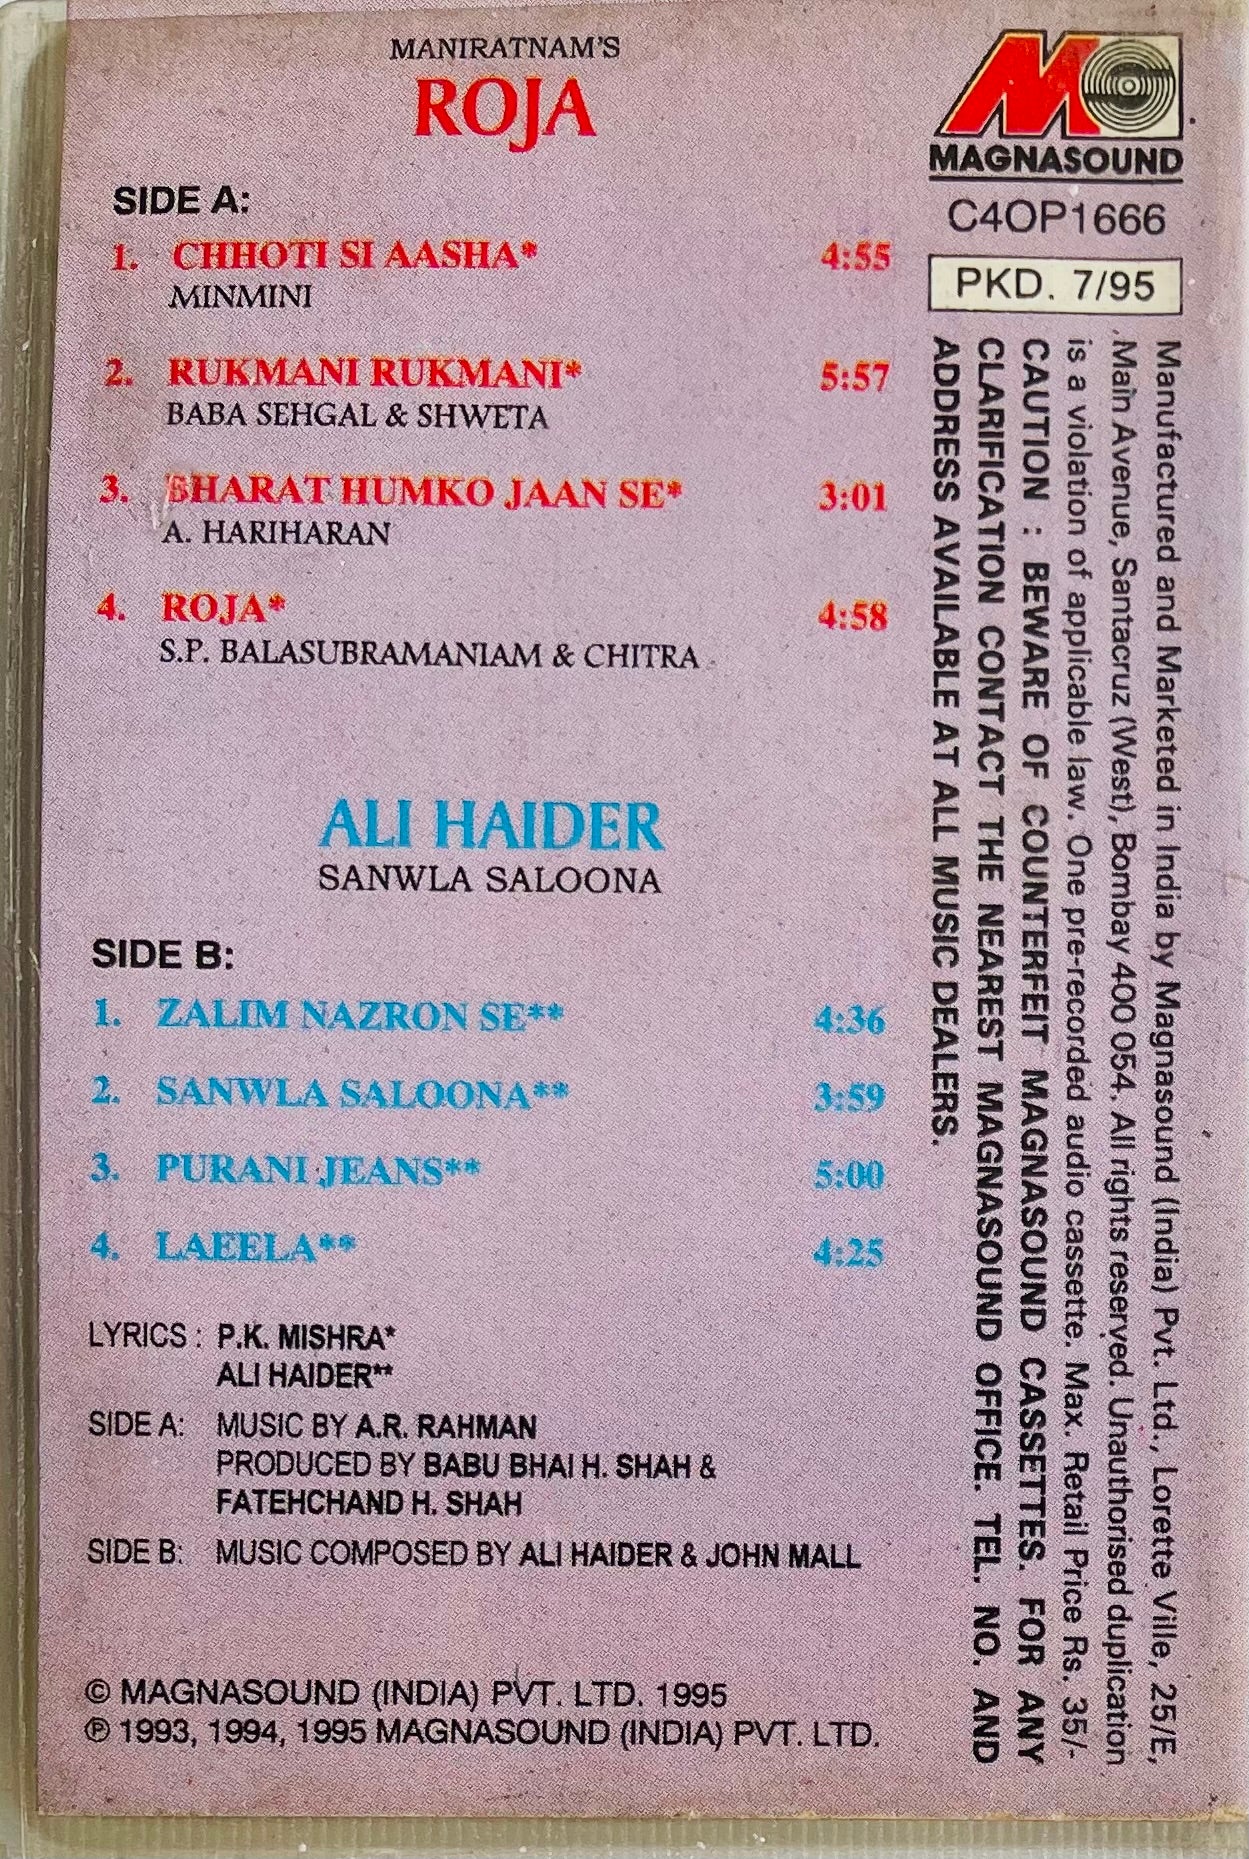 MANIRATNAM'S
ROJA
SIDE A:
1. CHHOTI SI AASHA* 4:55
MINMINI
2. RUKMANI RUKMANI* 5:57
BABA SEHGAL & SHWETA
3. BHARAT HUMKO JAAN SE* 3:01
A. HARIHARAN
4. ROJA* 4:58
S.P. BALASUBRAMANIAM & CHITRA
ALI HAIDER
SANWLA SALOONA
SIDE B:
1. ZALIM NAZRON SE** 4:36
2. SANWLA SALOONA** 3:59
3. PURANI JEANS** 5:00
4. LAEELA** 4:25
LYRICS : P.K. MISHRA*
ALI HAIDER**
SIDE A: MUSIC BY A.R. RAHMAN
PRODUCED BY BABU BHAI H. SHAH &
FATEHCHAND H. SHAH
SIDE B: MUSIC COMPOSED BY ALI HAIDER & JOHN MALL
© MAGNASOUND (INDIA) PVT. LTD. 1995
℗ 1993, 1994, 1995 MAGNASOUND (INDIA) PVT. LTD.
MAGNASOUND
C4OP1666
PKD. 7/95
Manufactured and Marketed in India by Magnasound (India) Pvt. Ltd., Lorette Ville, 25/E,
Main Avenue, Santacruz (West), Bombay 400 054. All rights reserved. Unauthorised duplication
is a violation of applicable law. One pre-recorded audio cassette. Max. Retail Price Rs. 35/-
CAUTION : BEWARE OF COUNTERFEIT MAGNASOUND CASSETTES. FOR ANY
CLARIFICATION CONTACT THE NEAREST MAGNASOUND OFFICE. TEL. NO. AND
ADDRESS AVAILABLE AT ALL MUSIC DEALERS.